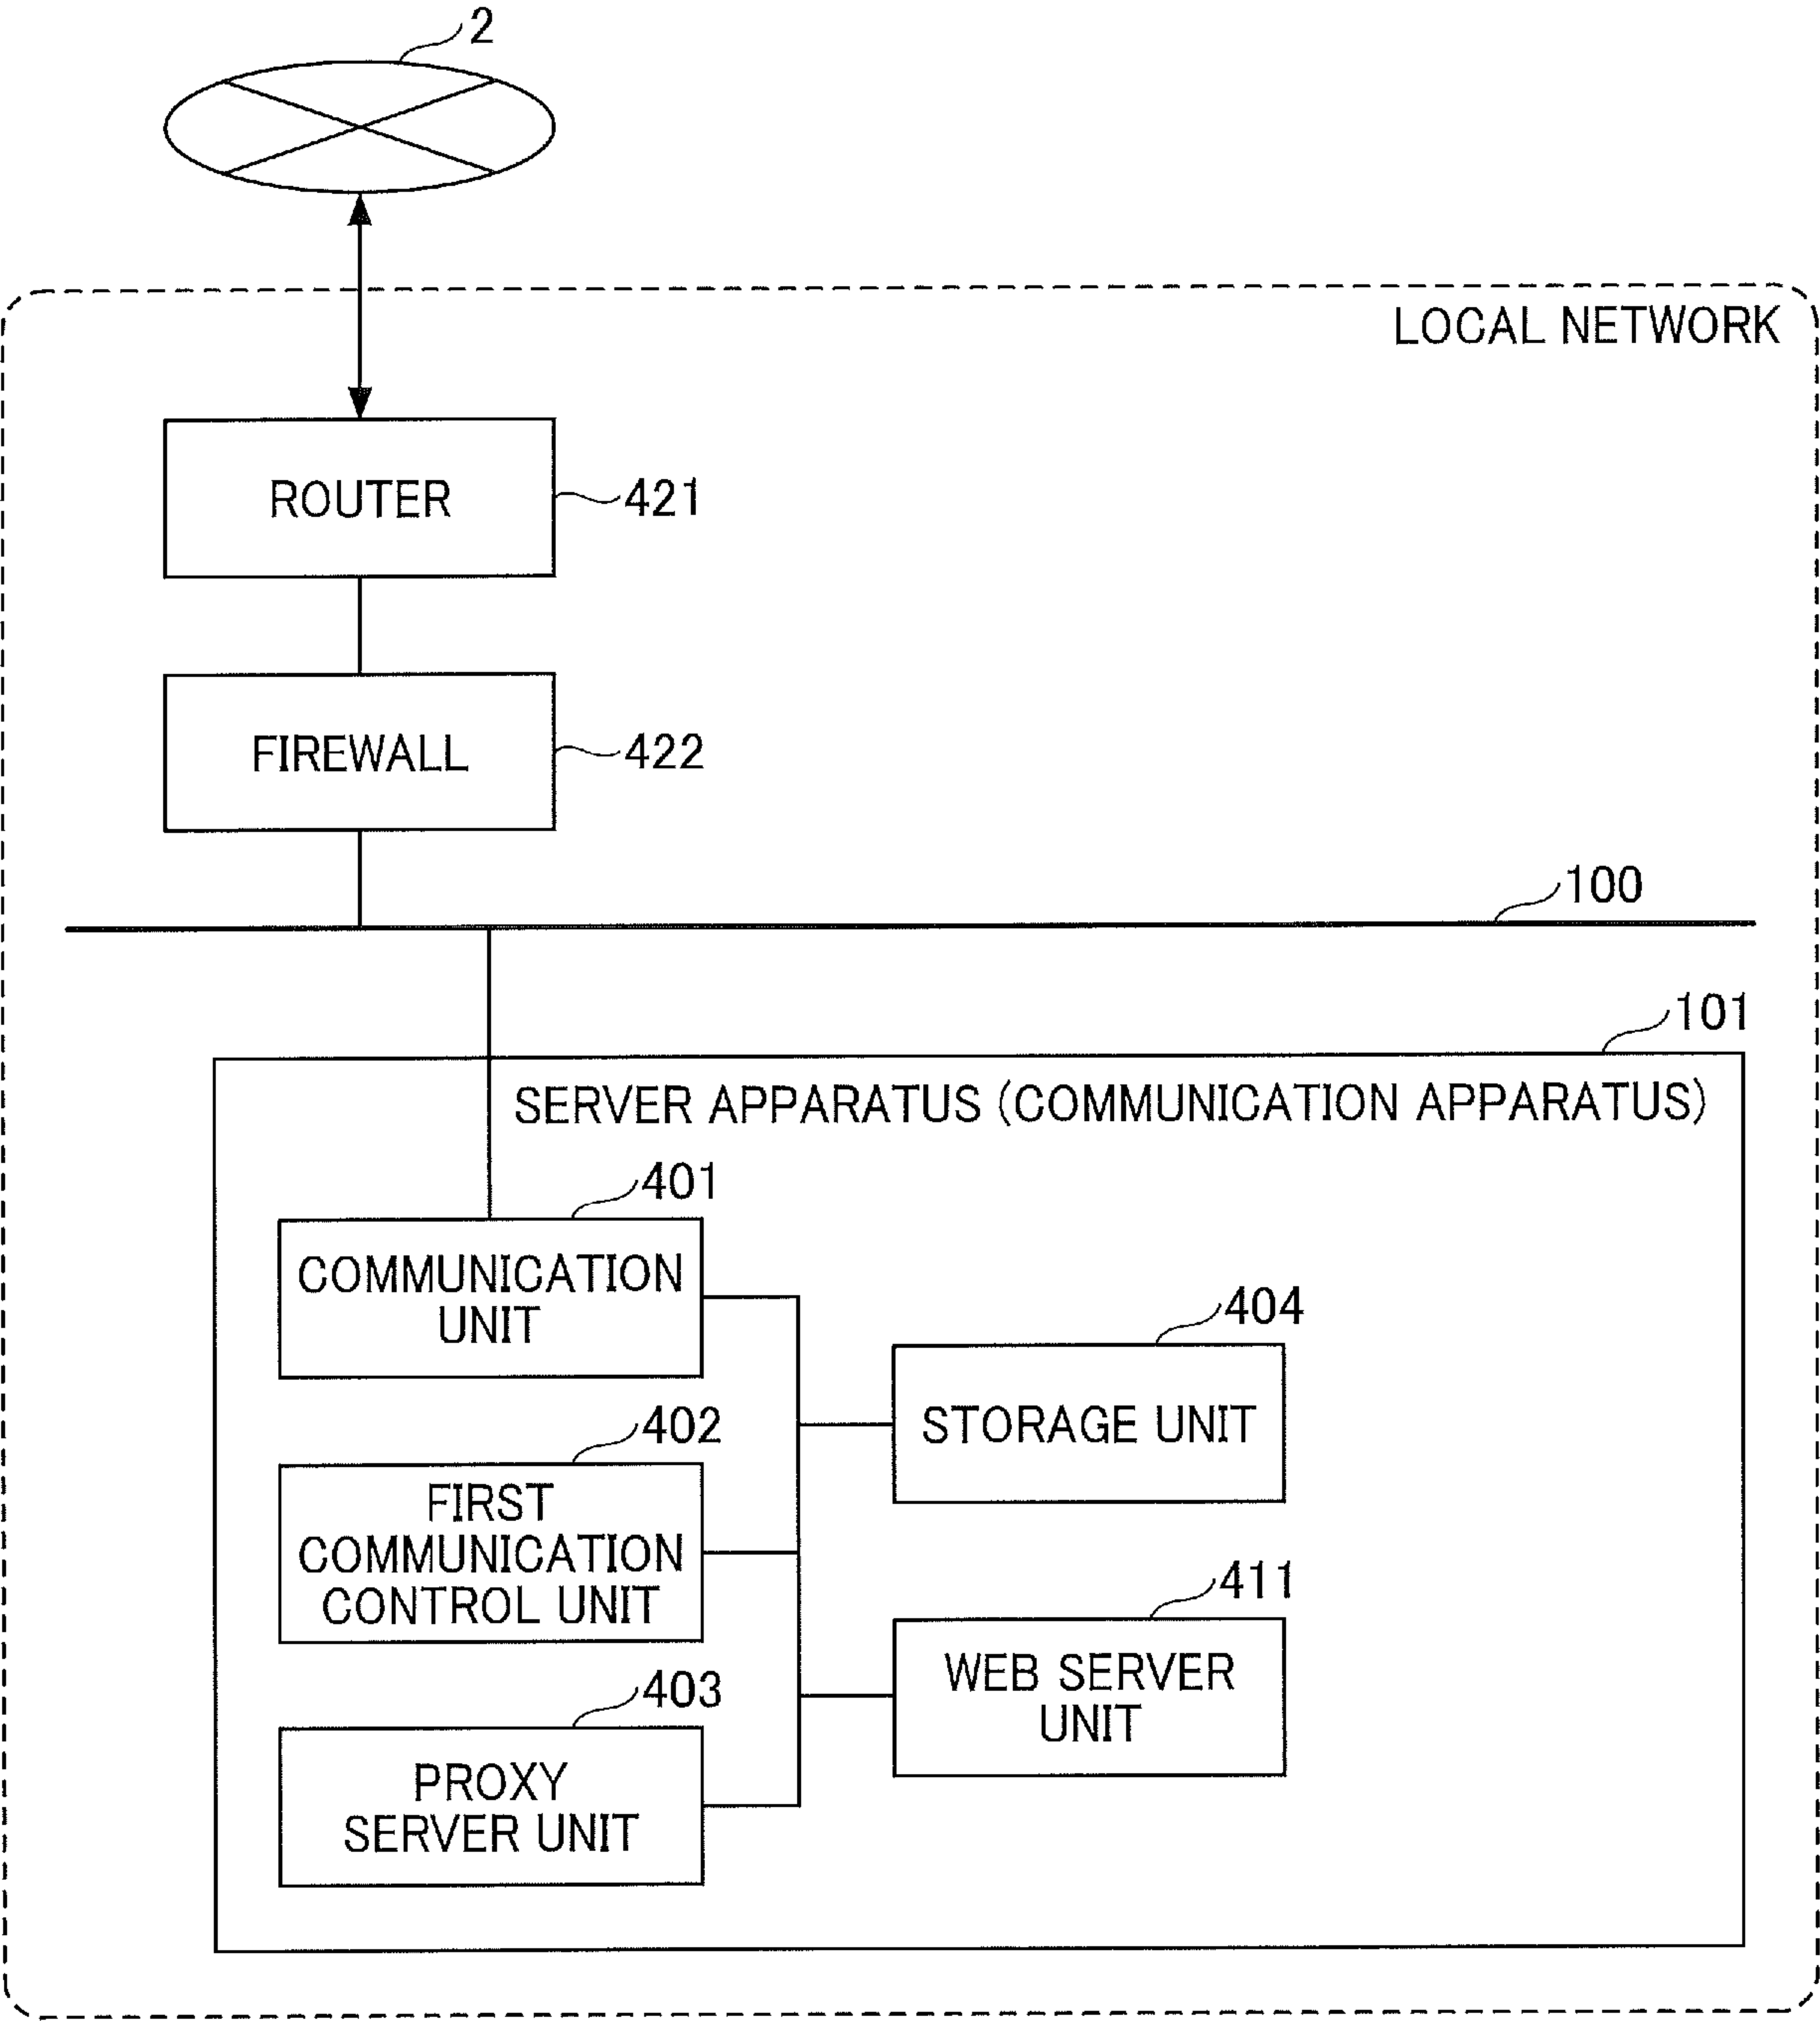 2
LOCAL NETWORK
ROUTER
421
FIREWALL
422
100
101
SERVER APPARATUS (COMMUNICATION APPARATUS)
401
COMMUNICATION
UNIT
404
STORAGE UNIT
402
FIRST
COMMUNICATION
CONTROL UNIT
411
WEB SERVER
UNIT
403
PROXY
SERVER UNIT